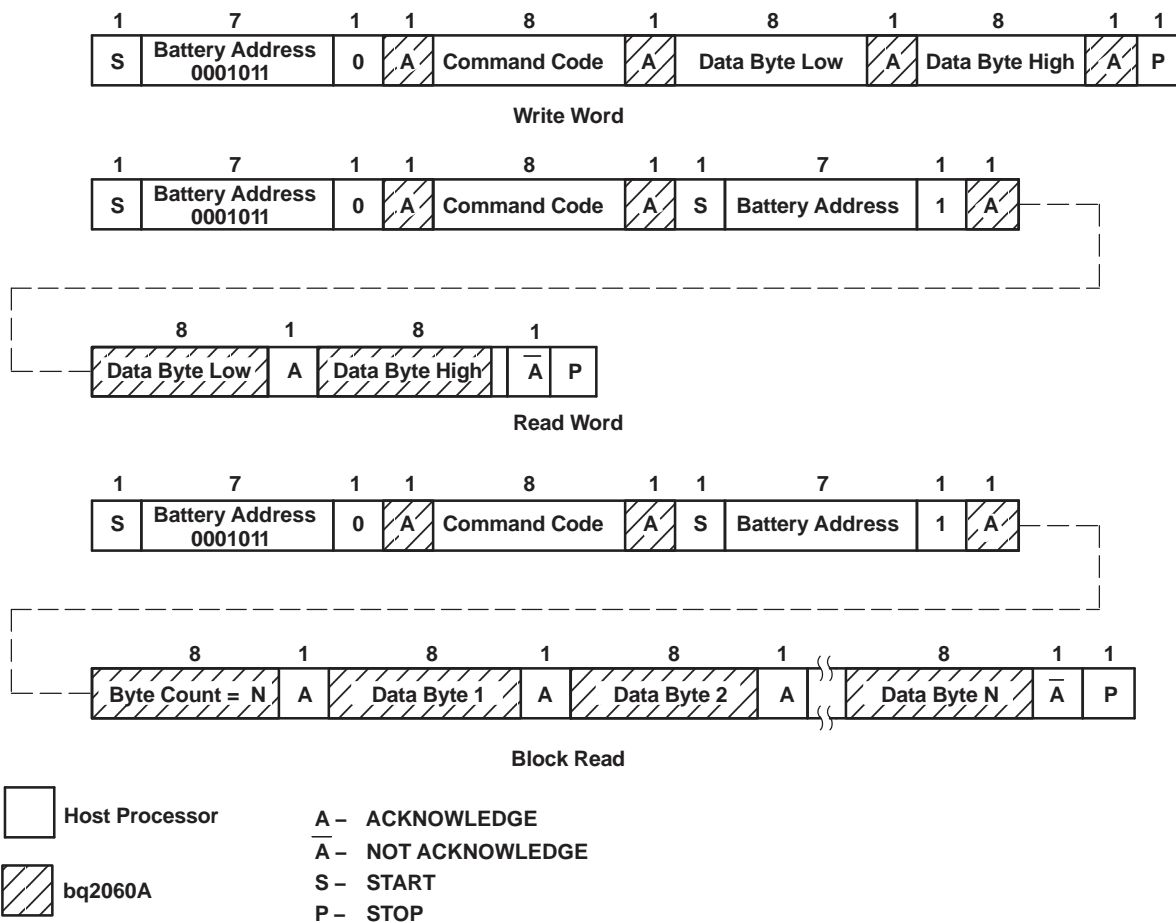 1 7 1 1 8 1 8 1 8 1 1
S Battery Address 0 A Command Code A Data Byte Low A Data Byte High A P
0001011
Write Word
1 7 1 1 8 1 1 7 1 1
S Battery Address 0 A Command Code A S Battery Address 1 A
0001011
8 1 8 1
Data Byte Low A Data Byte High A̅ P
Read Word
1 7 1 1 8 1 1 7 1 1
S Battery Address 0 A Command Code A S Battery Address 1 A
0001011
8 1 8 1 8 1 8 1 1
Byte Count = N A Data Byte 1 A Data Byte 2 A Data Byte N A̅ P
Block Read
Host Processor
bq2060A
A – ACKNOWLEDGE
A̅ – NOT ACKNOWLEDGE
S – START
P – STOP